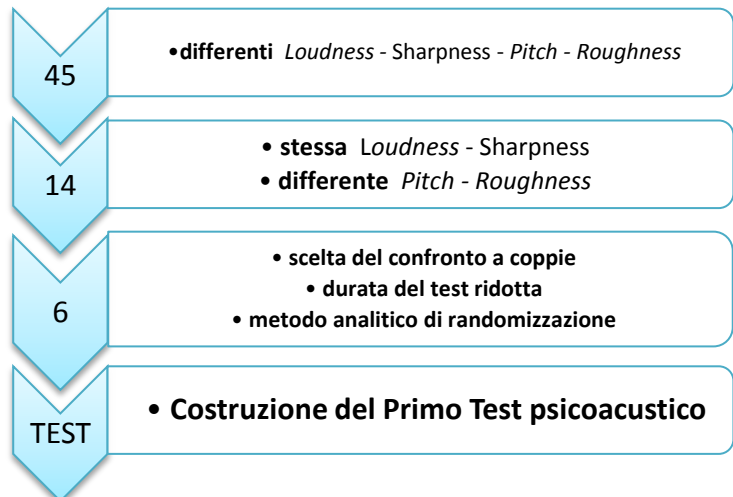 45
•differenti Loudness - Sharpness - Pitch - Roughness
14
• stessa Loudness - Sharpness
• differente Pitch - Roughness
6
• scelta del confronto a coppie
• durata del test ridotta
• metodo analitico di randomizzazione
TEST
• Costruzione del Primo Test psicoacustico